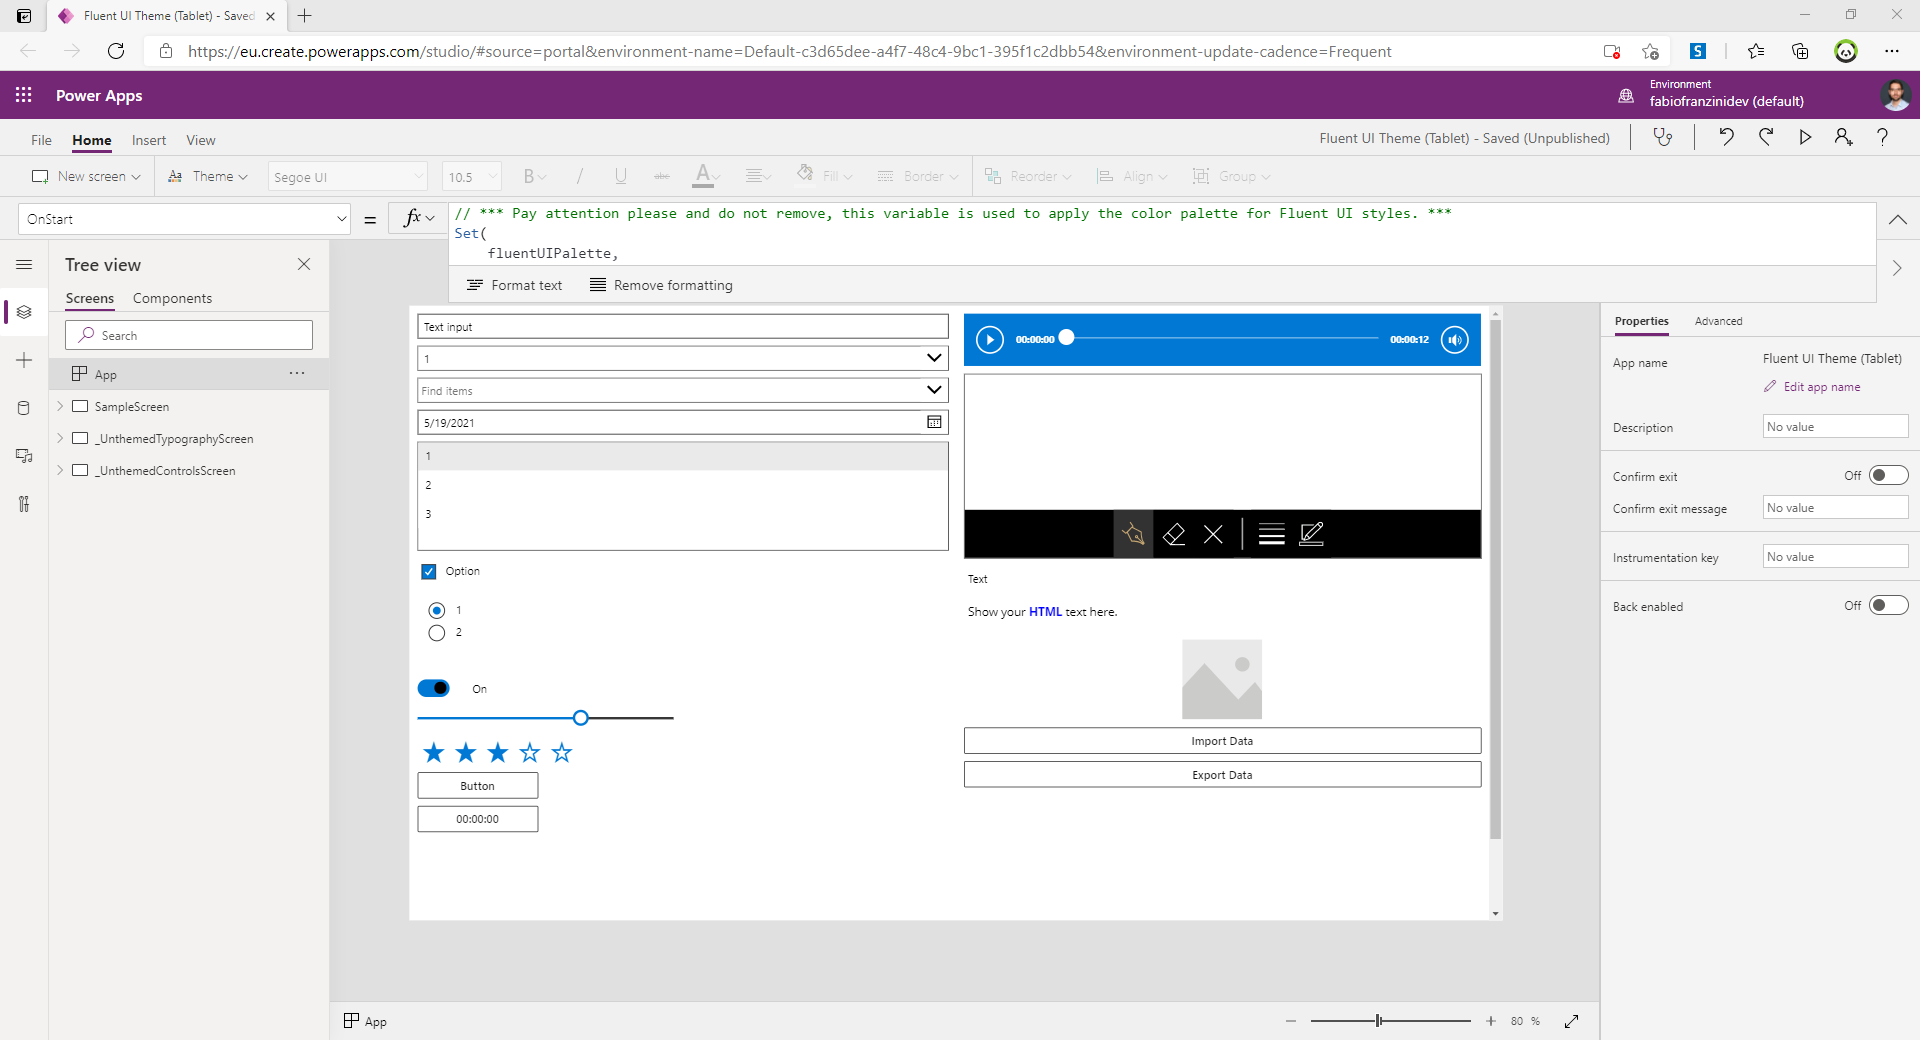 Fluent UI Theme (Tablet) - Saved
https://eu.create.powerapps.com/studio/#source=portal&environment-name=Default-c3d65dee-a4f7-48c4-9bc1-395f1c2dbb54&environment-update-cadence=Frequent
S
Power Apps
Environment
fabiofranzinidev (default)
File Home Insert View
Fluent UI Theme (Tablet) - Saved (Unpublished)
New screen Aa Theme Segoe UI 10.5 B / U abc A Fill Border Reorder Align Group
OnStart = fx
// *** Pay attention please and do not remove, this variable is used to apply the color palette for Fluent UI styles. ***
Set(
fluentUIPalette,
Format text Remove formatting
Tree view
Screens Components
Search
App ...
SampleScreen
_UnthemedTypographyScreen
_UnthemedControlsScreen
Text input
1
Find items
5/19/2021
1
2
3
Option
1
2
On
Button
00:00:00
00:00:00 00:00:12
Text
Show your HTML text here.
Import Data
Export Data
Properties Advanced
App name Fluent UI Theme (Tablet)
Edit app name
Description No value
Confirm exit Off
Confirm exit message No value
Instrumentation key No value
Back enabled Off
App
80 %